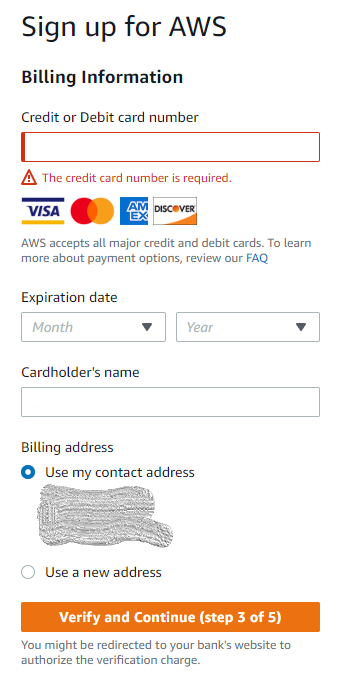 Sign up for AWS
Billing Information
Credit or Debit card number
The credit card number is required.
VISA AM EX DISCOVER
AWS accepts all major credit and debit cards. To learn
more about payment options, review our FAQ
Expiration date
Month Year
Cardholder's name
Billing address
Use my contact address
Use a new address
Verify and Continue (step 3 of 5)
You might be redirected to your bank's website to
authorize the verification charge.